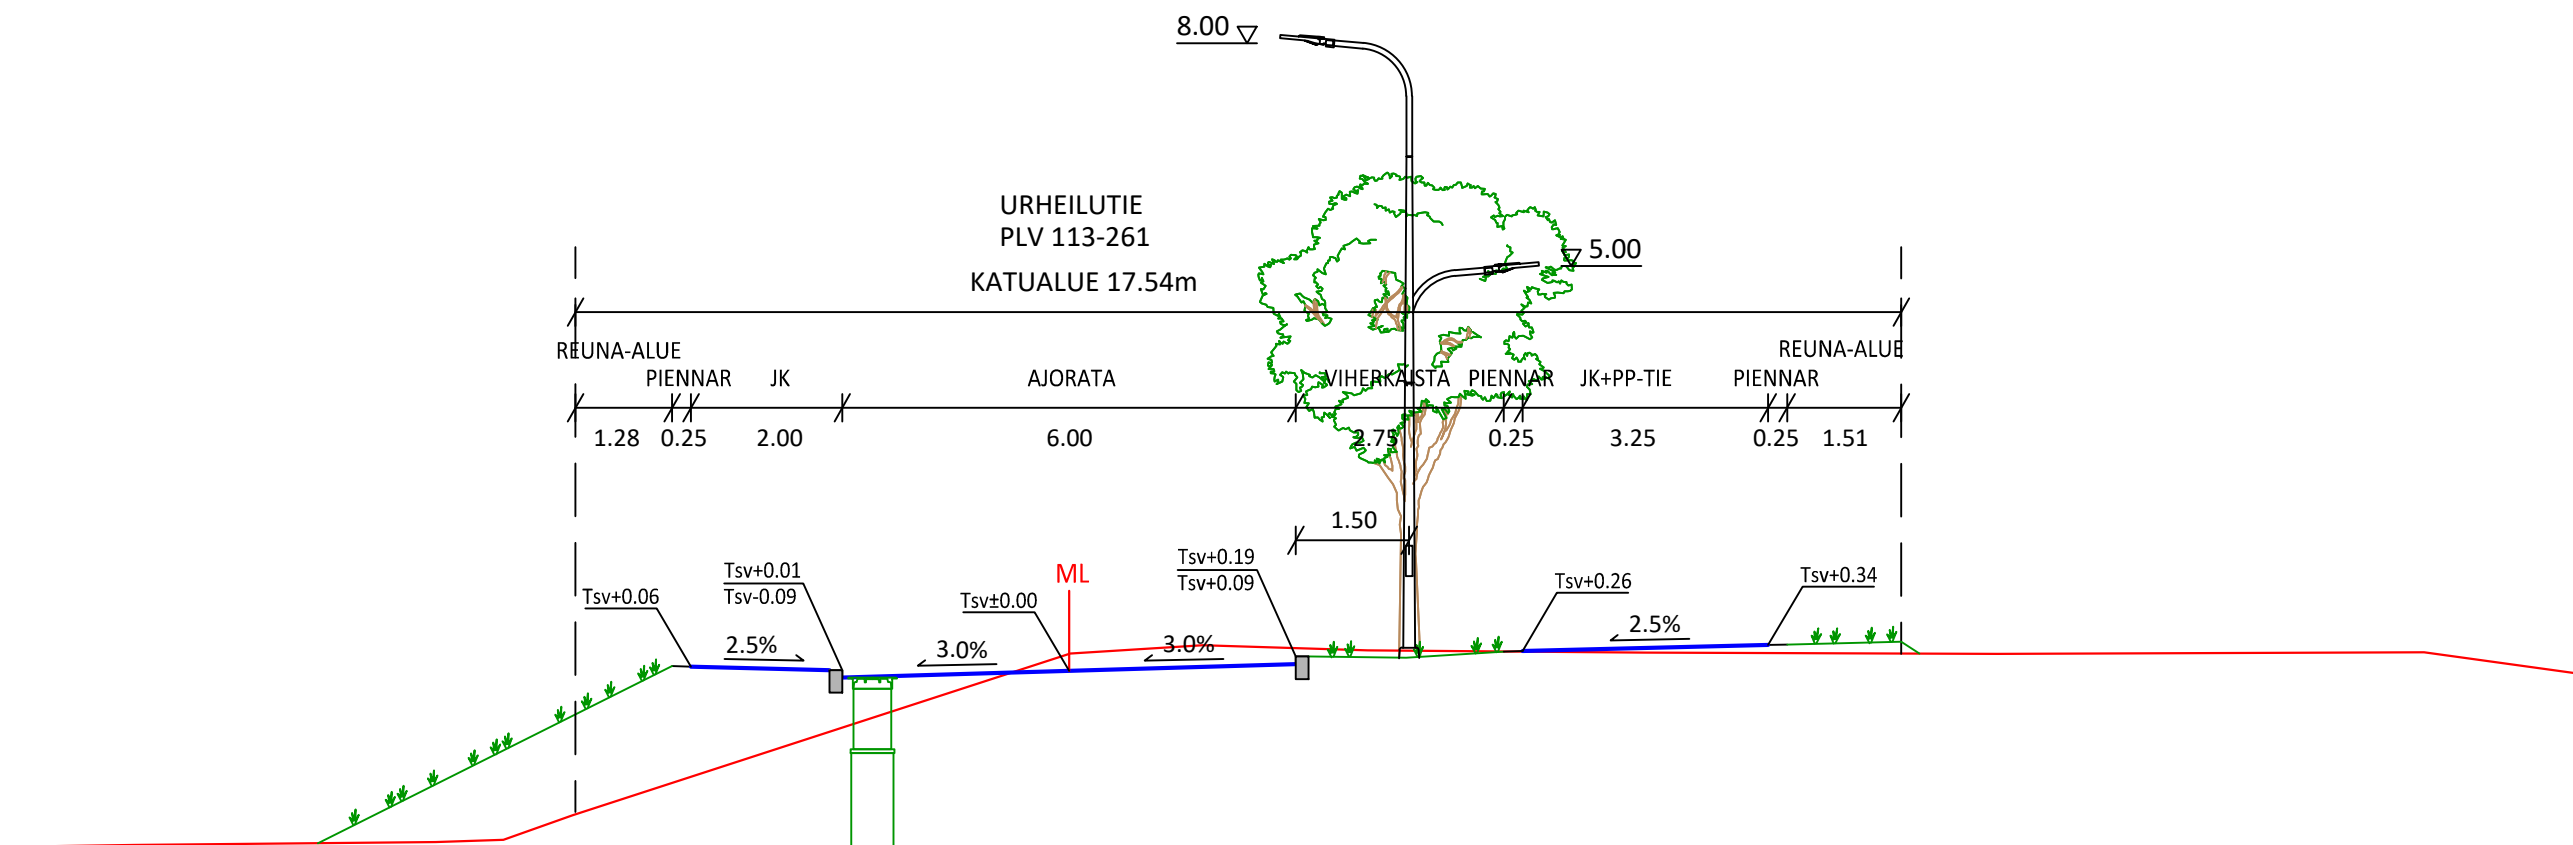 8.00
URHEILUTIE
PLV 113-261
5.00
KATUALUE 17.54m
REUNA-ALUE
REUNA-ALUE
PIENNAR JK AJORATA VIHERKAISTA PIENNAR JK+PP-TIE PIENNAR
1.28 0.25 2.00 6.00 2.75 0.25 3.25 0.25 1.51
1.50
Tsv+0.06
Tsv+0.01
Tsv-0.09
Tsv±0.00
ML
Tsv+0.19
Tsv+0.09
Tsv+0.26
Tsv+0.34
2.5% 3.0% 3.0% 2.5%